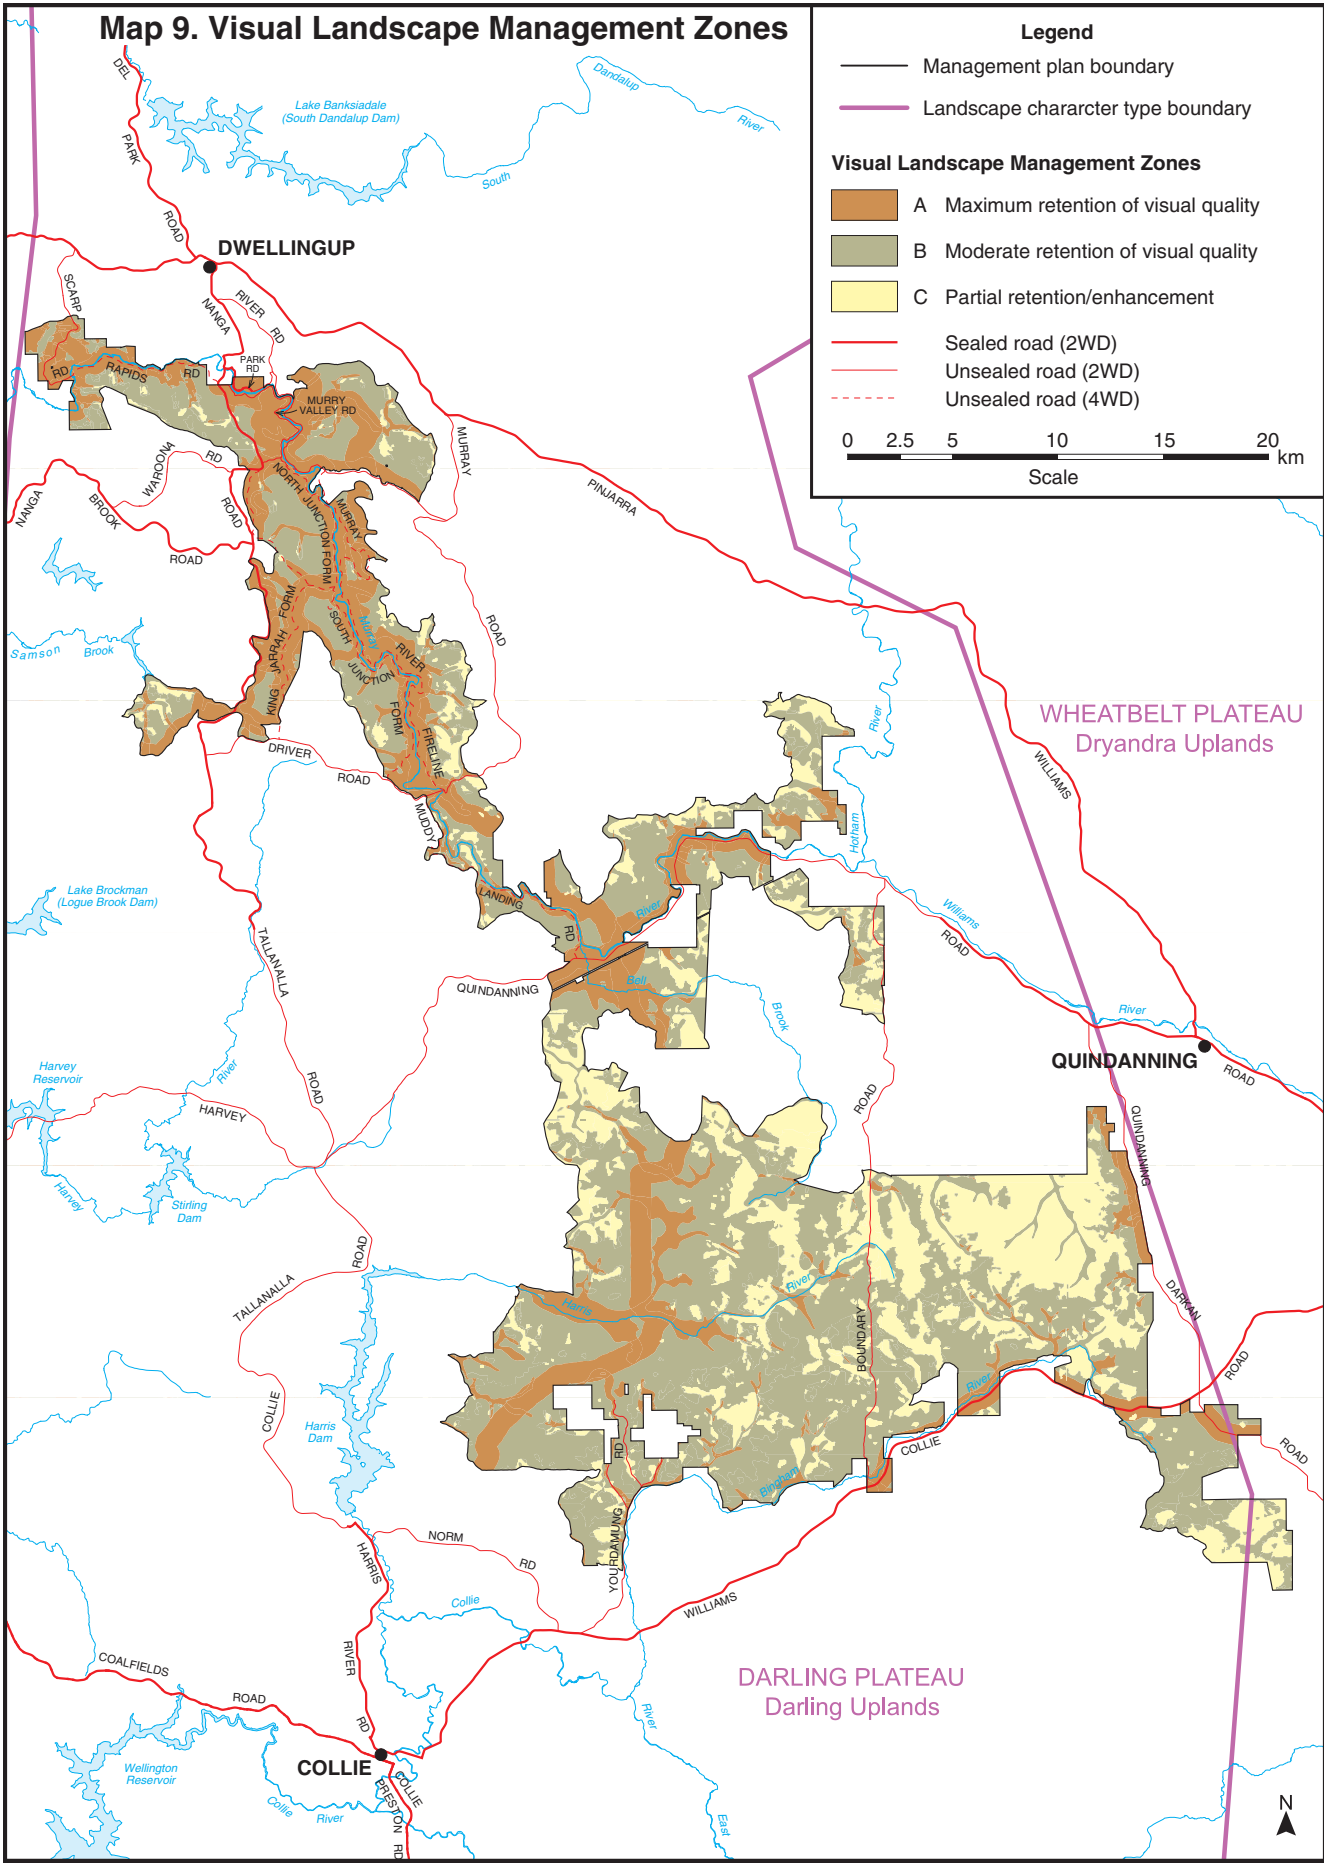 Map 9. Visual Landscape Management Zones
Legend
Management plan boundary
Landscape chararcter type boundary
Visual Landscape Management Zones
A Maximum retention of visual quality
B Moderate retention of visual quality
C Partial retention/enhancement
Sealed road (2WD)
Unsealed road (2WD)
Unsealed road (4WD)
0 2.5 5 10 15 20 km
Scale
DEL
PARK
ROAD
Lake Banksiadale
(South Dandalup Dam)
South
Dandalup
River
DWELLINGUP
SCARP
RD
NANGA
RIVER
RD
PARK
RD
RAPIDS
RD
MURRY
VALLEY RD
MURRAY
WAROONA
RD
NANGA
BROOK
ROAD
ROAD
NORTH
JUNCTION
FORM
MURRAY
PINJARRA
KING
JARRAH
FORM
SOUTH
Murray
JUNCTION
RIVER
ROAD
FORM
FIRELINE
Samson
Brook
DRIVER
ROAD
MUDDY
LANDING
RD
River
WHEATBELT PLATEAU
Dryandra Uplands
WILLIAMS
River
Hotham
Lake Brockman
(Logue Brook Dam)
TALLANALLA
ROAD
QUINDANNING
Bell
Brook
Williams
ROAD
River
QUINDANNING
ROAD
Harvey
Reservoir
River
HARVEY
Harvey
Stirling
Dam
ROAD
QUINDANNING
ROAD
TALLANALLA
Harris
River
DARKAN
BOUNDARY
ROAD
COLLIE
Harris
Dam
River
COLLIE
RD
ROAD
Bingham
NORM
RD
HARRIS
YOURDAMUNG
WILLIAMS
Collie
COALFIELDS
ROAD
RIVER
RD
DARLING PLATEAU
Darling Uplands
River
COLLIE
Wellington
Reservoir
Collie
River
COLLIE
PRESTON
RD
East
N